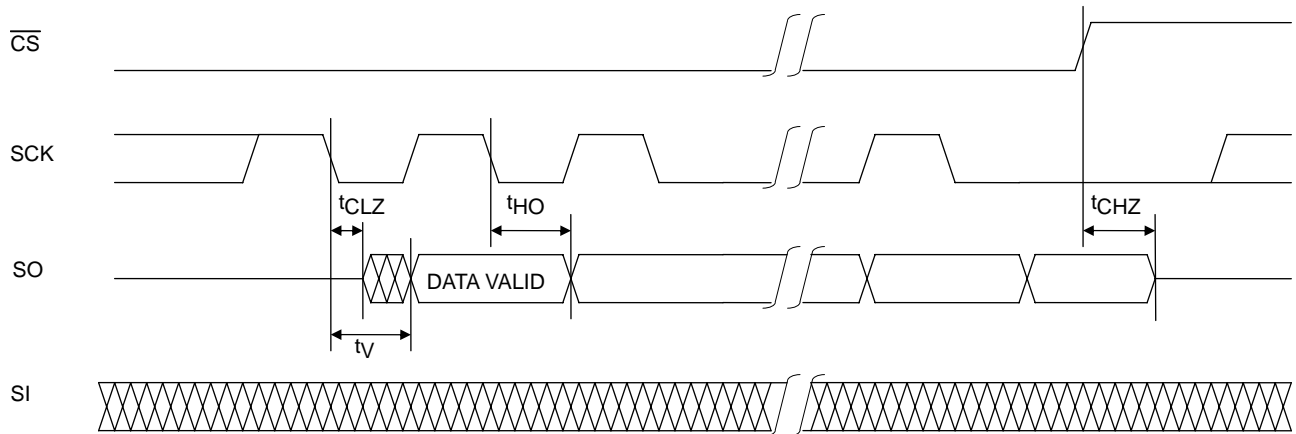 CS
SCK
tCLZ
tHO
tCHZ
SO
DATA VALID
tV
SI